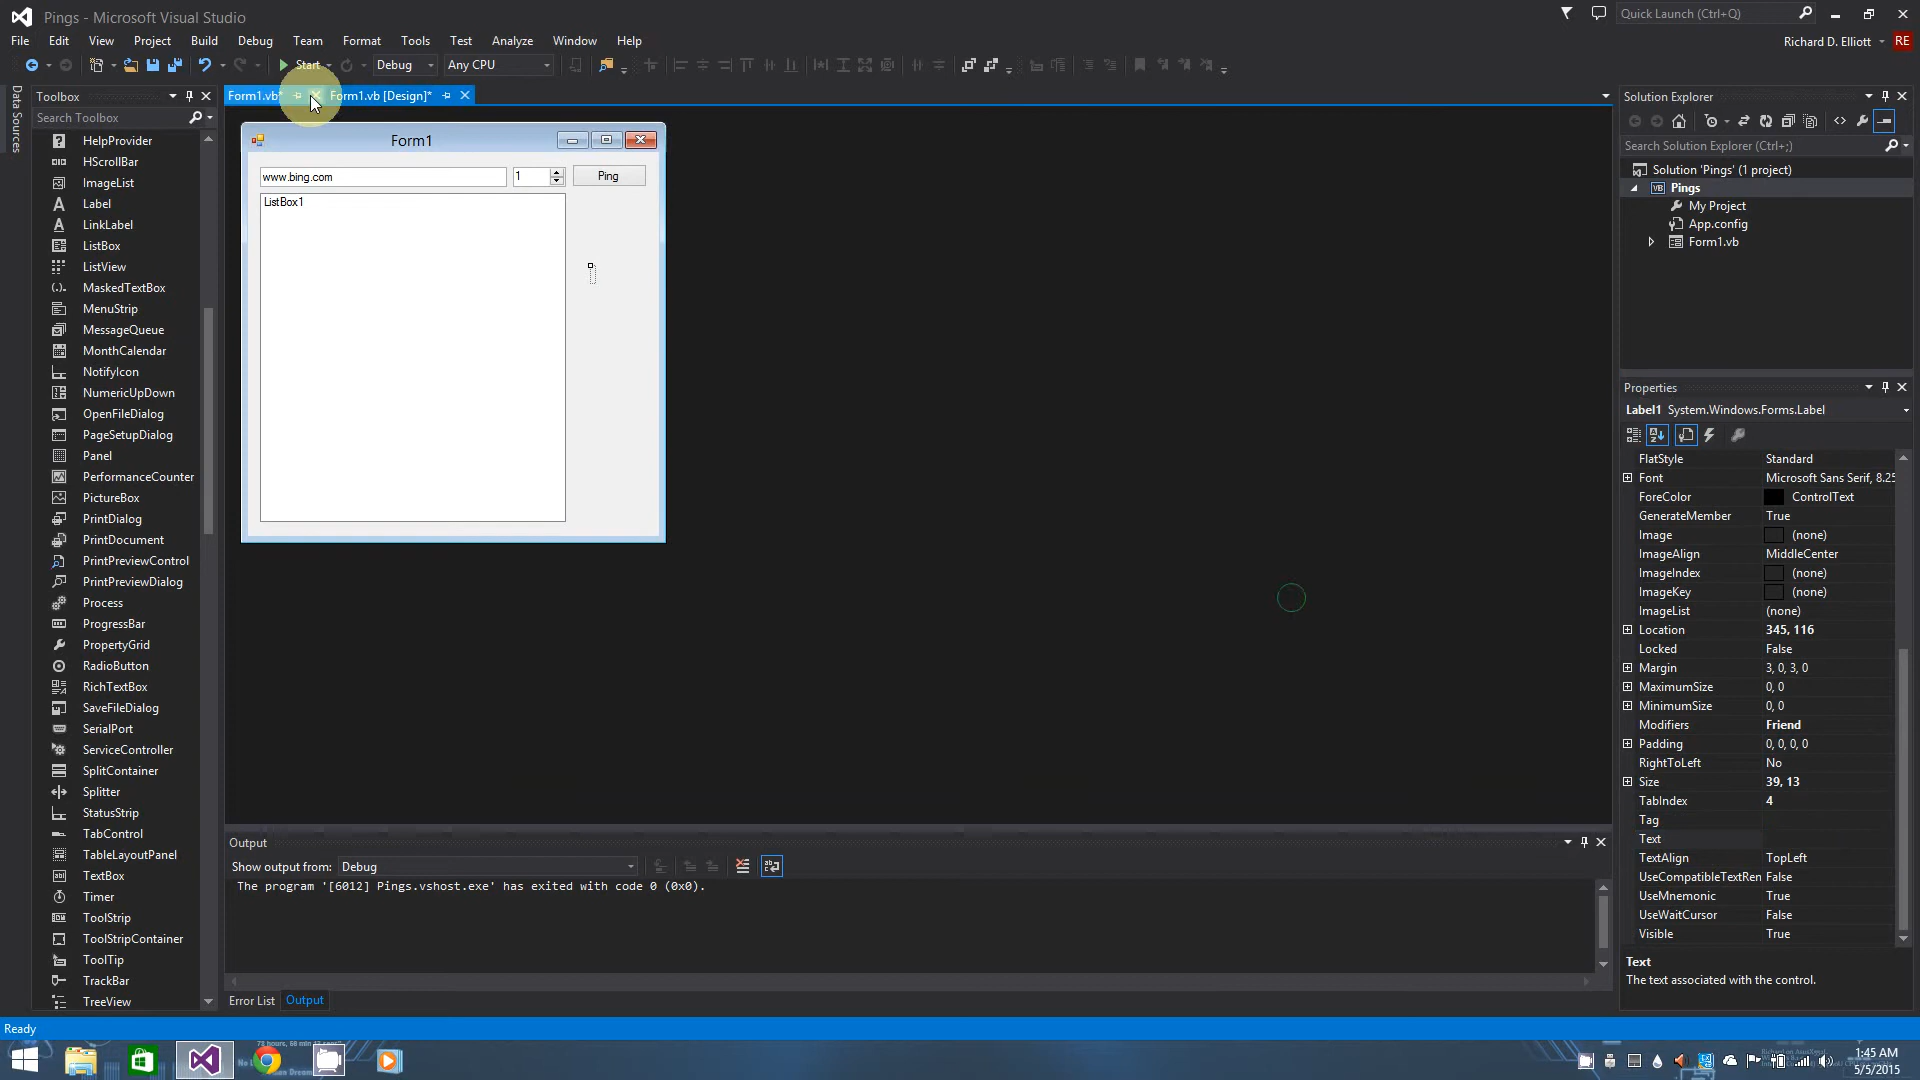 Pings - Microsoft Visual Studio
Quick Launch (Ctrl+Q)
File Edit View Project Build Debug Team Format Tools Test Analyze Window Help
Richard D. Elliott RE
Start Debug Any CPU
Data Sources
Toolbox
Search Toolbox
HelpProvider
HScrollBar
ImageList
Label
LinkLabel
ListBox
ListView
MaskedTextBox
MenuStrip
MessageQueue
MonthCalendar
NotifyIcon
NumericUpDown
OpenFileDialog
PageSetupDialog
Panel
PerformanceCounter
PictureBox
PrintDialog
PrintDocument
PrintPreviewControl
PrintPreviewDialog
Process
ProgressBar
PropertyGrid
RadioButton
RichTextBox
SaveFileDialog
SerialPort
ServiceController
SplitContainer
Splitter
StatusStrip
TabControl
TableLayoutPanel
TextBox
Timer
ToolStrip
ToolStripContainer
ToolTip
TrackBar
TreeView
Form1.vb* Form1.vb [Design]*
Form1
www.bing.com 1 Ping
ListBox1
Output
Show output from: Debug
The program '[6012] Pings.vshost.exe' has exited with code 0 (0x0).
Error List Output
Solution Explorer
Search Solution Explorer (Ctrl+;)
Solution 'Pings' (1 project)
VB Pings
My Project
App.config
Form1.vb
Properties
Label1 System.Windows.Forms.Label
FlatStyle Standard
Font Microsoft Sans Serif, 8.25
ForeColor ControlText
GenerateMember True
Image (none)
ImageAlign MiddleCenter
ImageIndex (none)
ImageKey (none)
ImageList (none)
Location 345, 116
Locked False
Margin 3, 0, 3, 0
MaximumSize 0, 0
MinimumSize 0, 0
Modifiers Friend
Padding 0, 0, 0, 0
RightToLeft No
Size 39, 13
TabIndex 4
Tag
Text
TextAlign TopLeft
UseCompatibleTextRen False
UseMnemonic True
UseWaitCursor False
Visible True
Text
The text associated with the control.
Ready
1:45 AM
5/5/2015